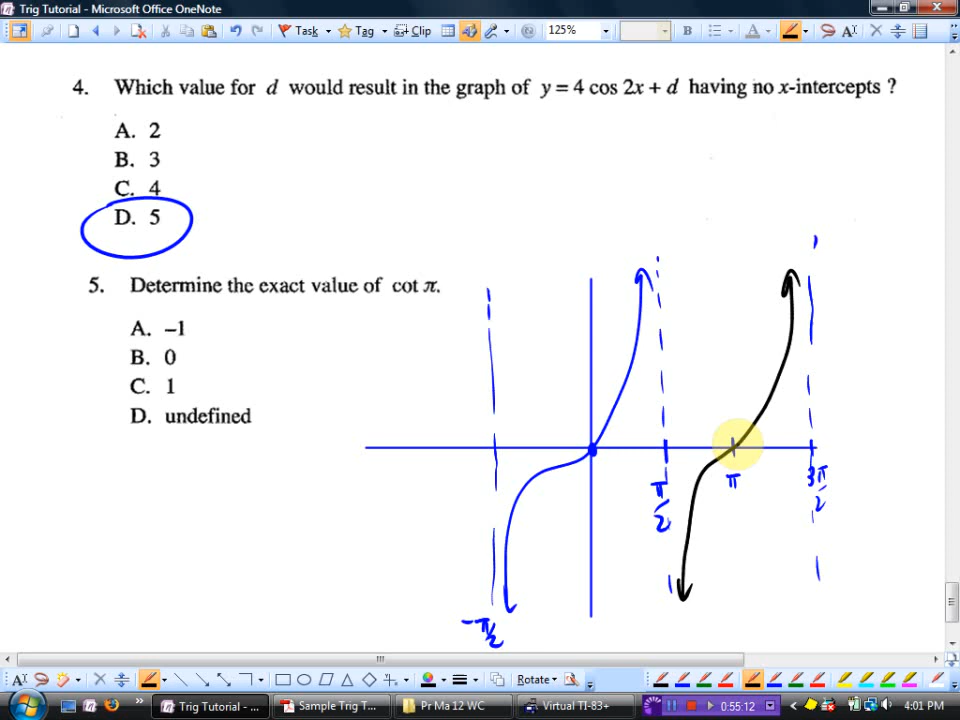 Trig Tutorial - Microsoft Office OneNote
Task Tag Clip 125% B A
4. Which value for d would result in the graph of y = 4 cos 2x + d having no x-intercepts ?
A. 2
B. 3
C. 4
D. 5
5. Determine the exact value of cot π.
A. –1
B. 0
C. 1
D. undefined
-π/2
π/2
π
3π/2
Rotate
Trig Tutorial - ... Sample Trig T... Pr Ma 12 WC Virtual TI-83+ 0:55:12 4:01 PM